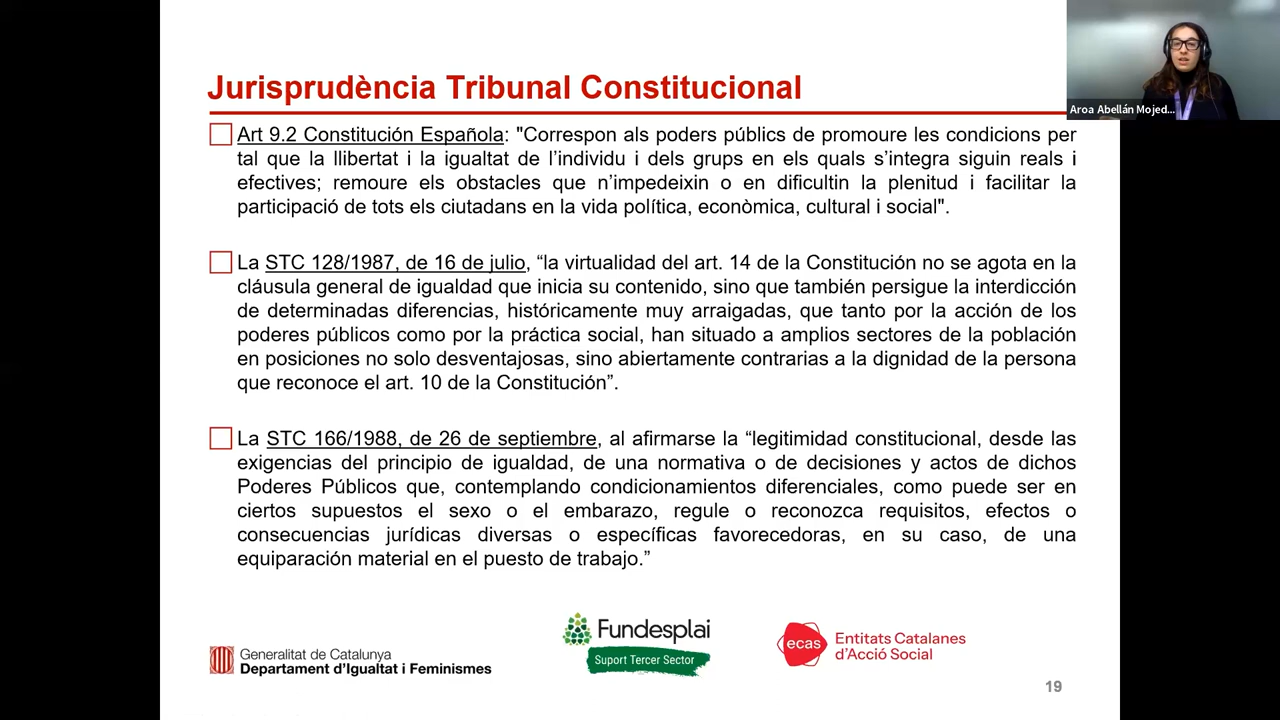 Jurisprudència Tribunal Constitucional
Aroa Abellán Mojed...
Art 9.2 Constitución Española: "Correspon als poders públics de promoure les condicions per
tal que la llibertat i la igualtat de l’individu i dels grups en els quals s’integra siguin reals i
efectives; remoure els obstacles que n’impedeixin o en dificultin la plenitud i facilitar la
participació de tots els ciutadans en la vida política, econòmica, cultural i social".
La STC 128/1987, de 16 de julio, “la virtualidad del art. 14 de la Constitución no se agota en la
cláusula general de igualdad que inicia su contenido, sino que también persigue la interdicción
de determinadas diferencias, históricamente muy arraigadas, que tanto por la acción de los
poderes públicos como por la práctica social, han situado a amplios sectores de la población
en posiciones no solo desventajosas, sino abiertamente contrarias a la dignidad de la persona
que reconoce el art. 10 de la Constitución”.
La STC 166/1988, de 26 de septiembre, al afirmarse la “legitimidad constitucional, desde las
exigencias del principio de igualdad, de una normativa o de decisiones y actos de dichos
Poderes Públicos que, contemplando condicionamientos diferenciales, como puede ser en
ciertos supuestos el sexo o el embarazo, regule o reconozca requisitos, efectos o
consecuencias jurídicas diversas o específicas favorecedoras, en su caso, de una
equiparación material en el puesto de trabajo.”
Generalitat de Catalunya
Departament d’Igualtat i Feminismes
Fundesplai
Suport Tercer Sector
ecas
Entitats Catalanes
d’Acció Social
19